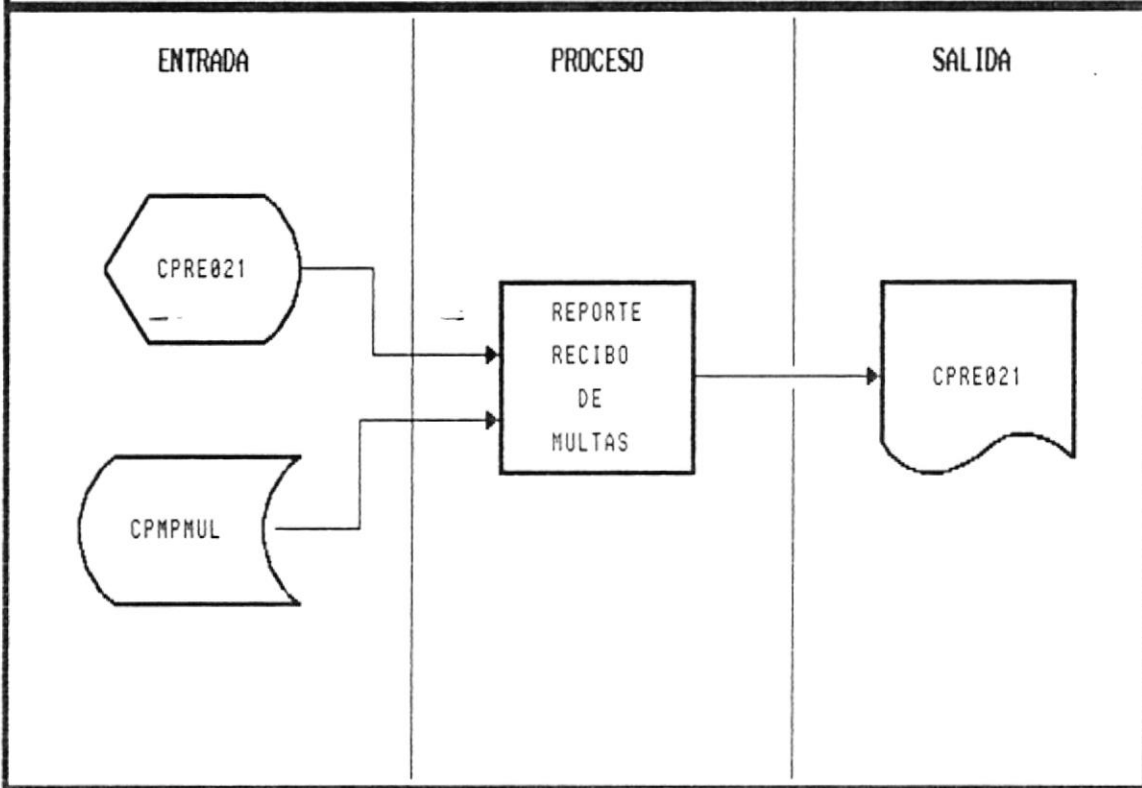 ENTRADA
PROCESO
SALIDA
CPRE021
REPORTE
RECIBO
DE
MULTAS
CPRE021
CPMPMUL